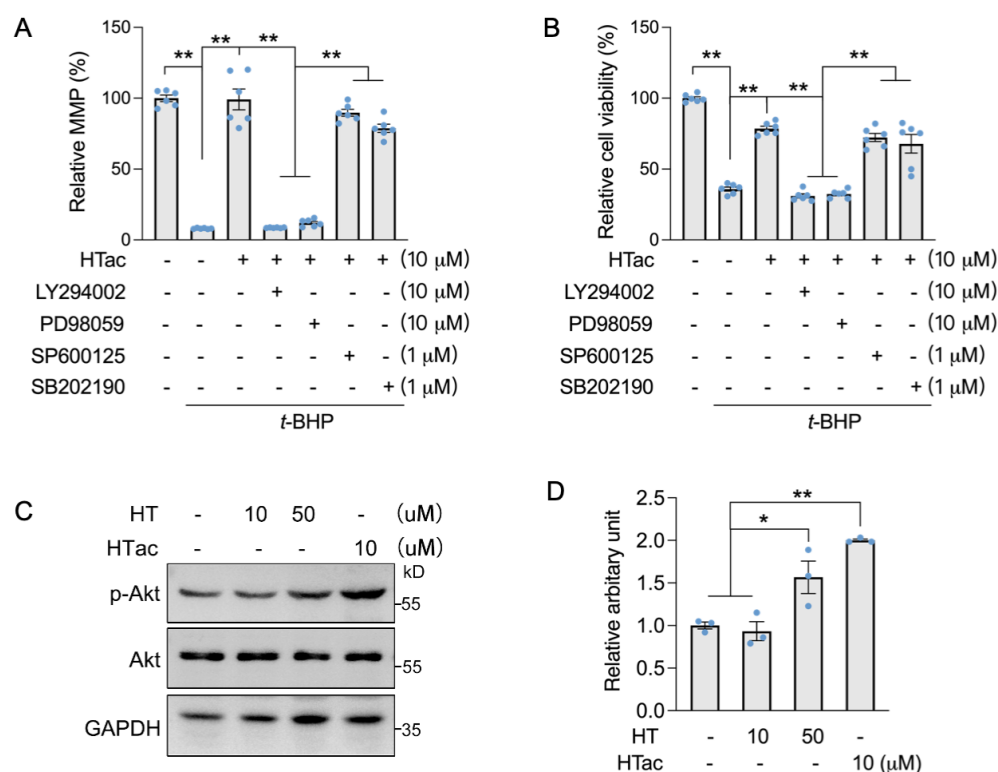 A
Relative MMP (%)
150
100
50
0
** ** ** **
HTac - - + + + + + (10 μM)
LY294002 - - - + - - - (10 μM)
PD98059 - - - - + - - (10 μM)
SP600125 - - - - - + - (1 μM)
SB202190 - - - - - - + (1 μM)
t-BHP
B
Relative cell viability (%)
150
100
50
0
** ** ** **
HTac - - + + + + + (10 μM)
LY294002 - - - + - - - (10 μM)
PD98059 - - - - + - - (10 μM)
SP600125 - - - - - + - (1 μM)
SB202190 - - - - - - + (1 μM)
t-BHP
C
HT - 10 50 - (uM)
HTac - - - 10 (uM)
kD
p-Akt -55
Akt -55
GAPDH -35
D
Relative arbitary unit
2.5
2.0
1.5
1.0
0.5
0.0
**
*
HT - 10 50 -
HTac - - - 10 (μM)